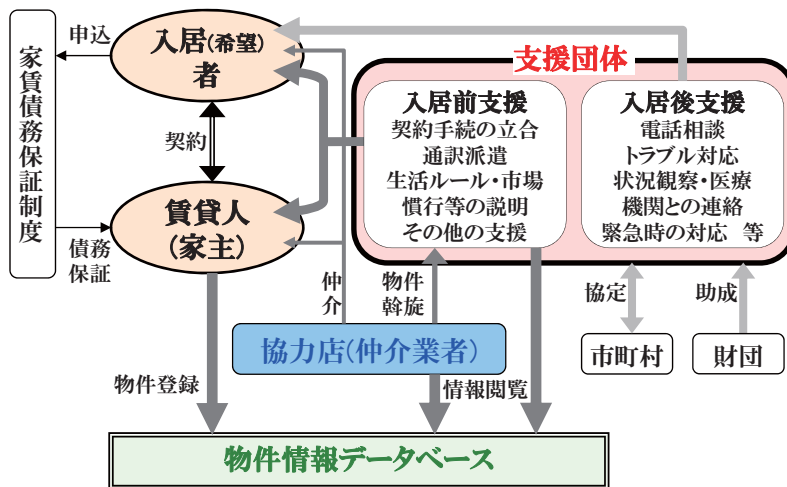 家賃債務保証制度
申込
入居(希望)
者
契約
賃貸人
(家主)
債務
保証
支援団体
入居前支援
契約手続の立合
通訳派遣
生活ルール・市場
慣行等の説明
その他の支援
入居後支援
電話相談
トラブル対応
状況観察・医療
機関との連絡
緊急時の対応 等
仲介
物件
斡旋
協定
助成
協力店(仲介業者)
市町村
財団
物件登録
情報閲覧
物件情報データベース